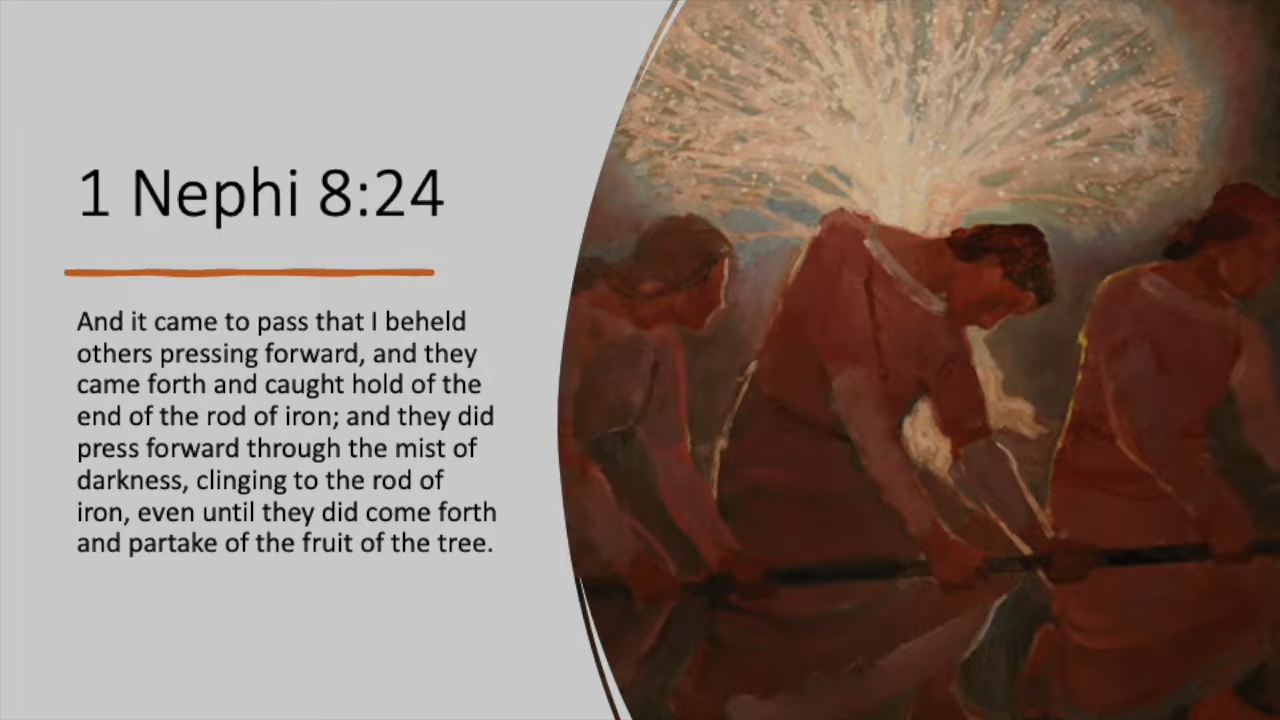 1 Nephi 8:24
And it came to pass that I beheld
others pressing forward, and they
came forth and caught hold of the
end of the rod of iron; and they did
press forward through the mist of
darkness, clinging to the rod of
iron, even until they did come forth
and partake of the fruit of the tree.